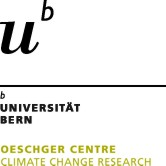 u
b
b
UNIVERSITÄT
BERN
OESCHGER CENTRE
CLIMATE CHANGE RESEARCH